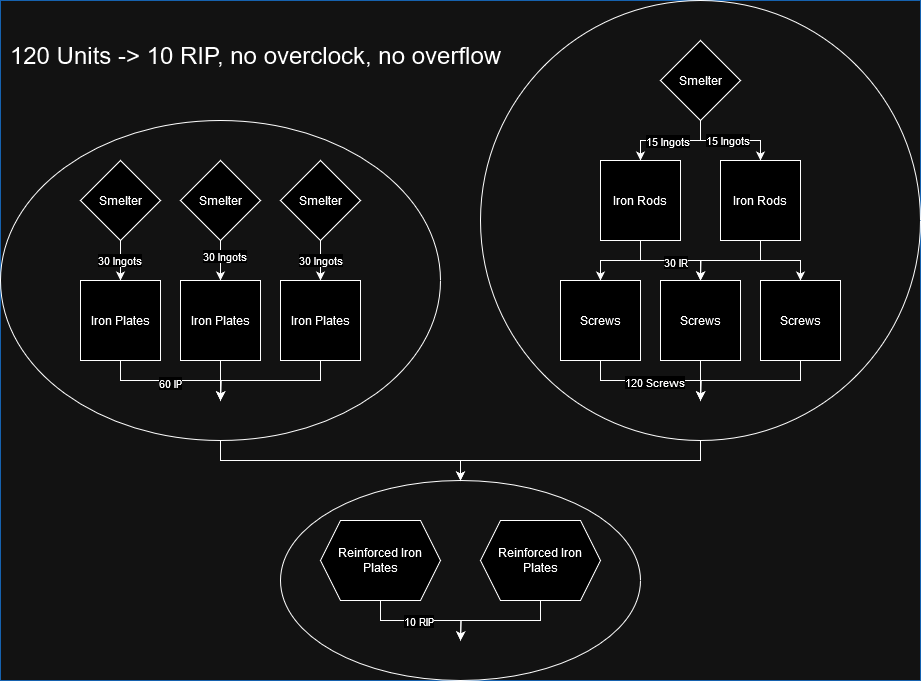 120 Units -> 10 RIP, no overclock, no overflow
Smelter
15 Ingots
15 Ingots
Iron Rods
Iron Rods
30 IR
Screws
Screws
Screws
120 Screws
Smelter
Smelter
Smelter
30 Ingots
30 Ingots
30 Ingots
Iron Plates
Iron Plates
Iron Plates
60 IP
Reinforced Iron
Plates
Reinforced Iron
Plates
10 RIP